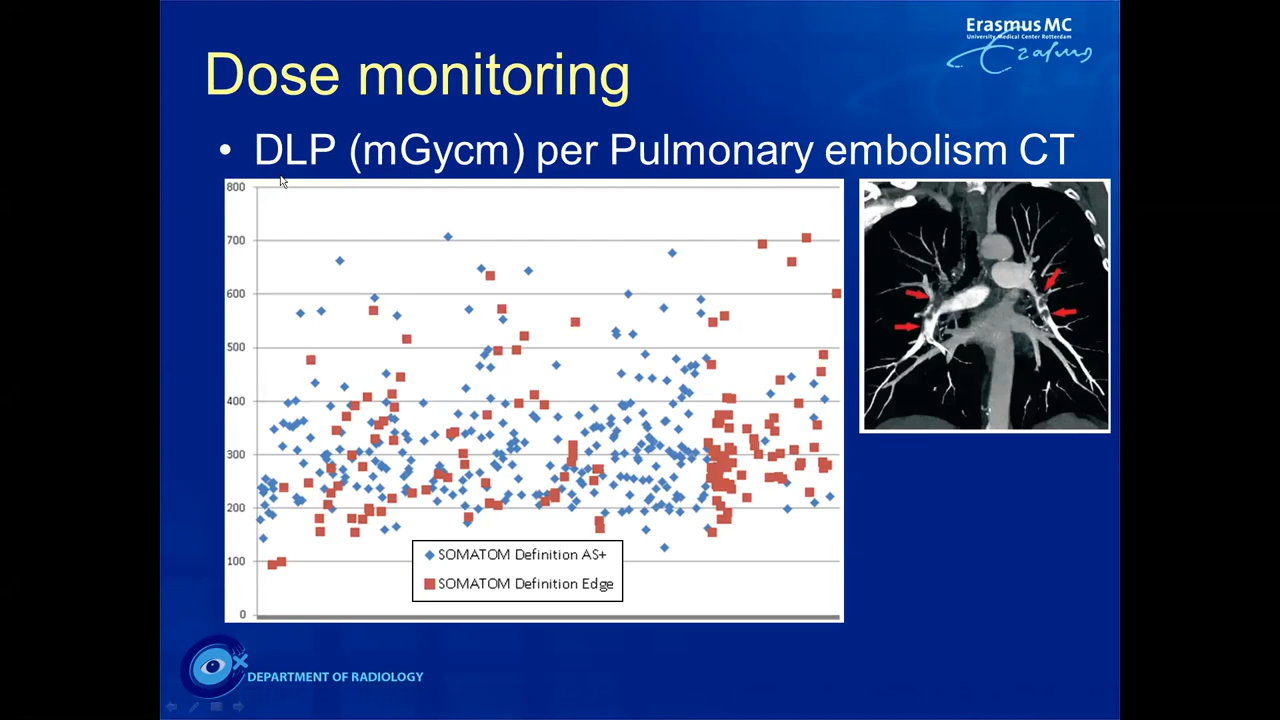 Erasmus MC
University Medical Center Rotterdam
Erasmus
Dose monitoring
• DLP (mGycm) per Pulmonary embolism CT
800
700
600
500
400
300
200
100
0
SOMATOM Definition AS+
SOMATOM Definition Edge
DEPARTMENT OF RADIOLOGY